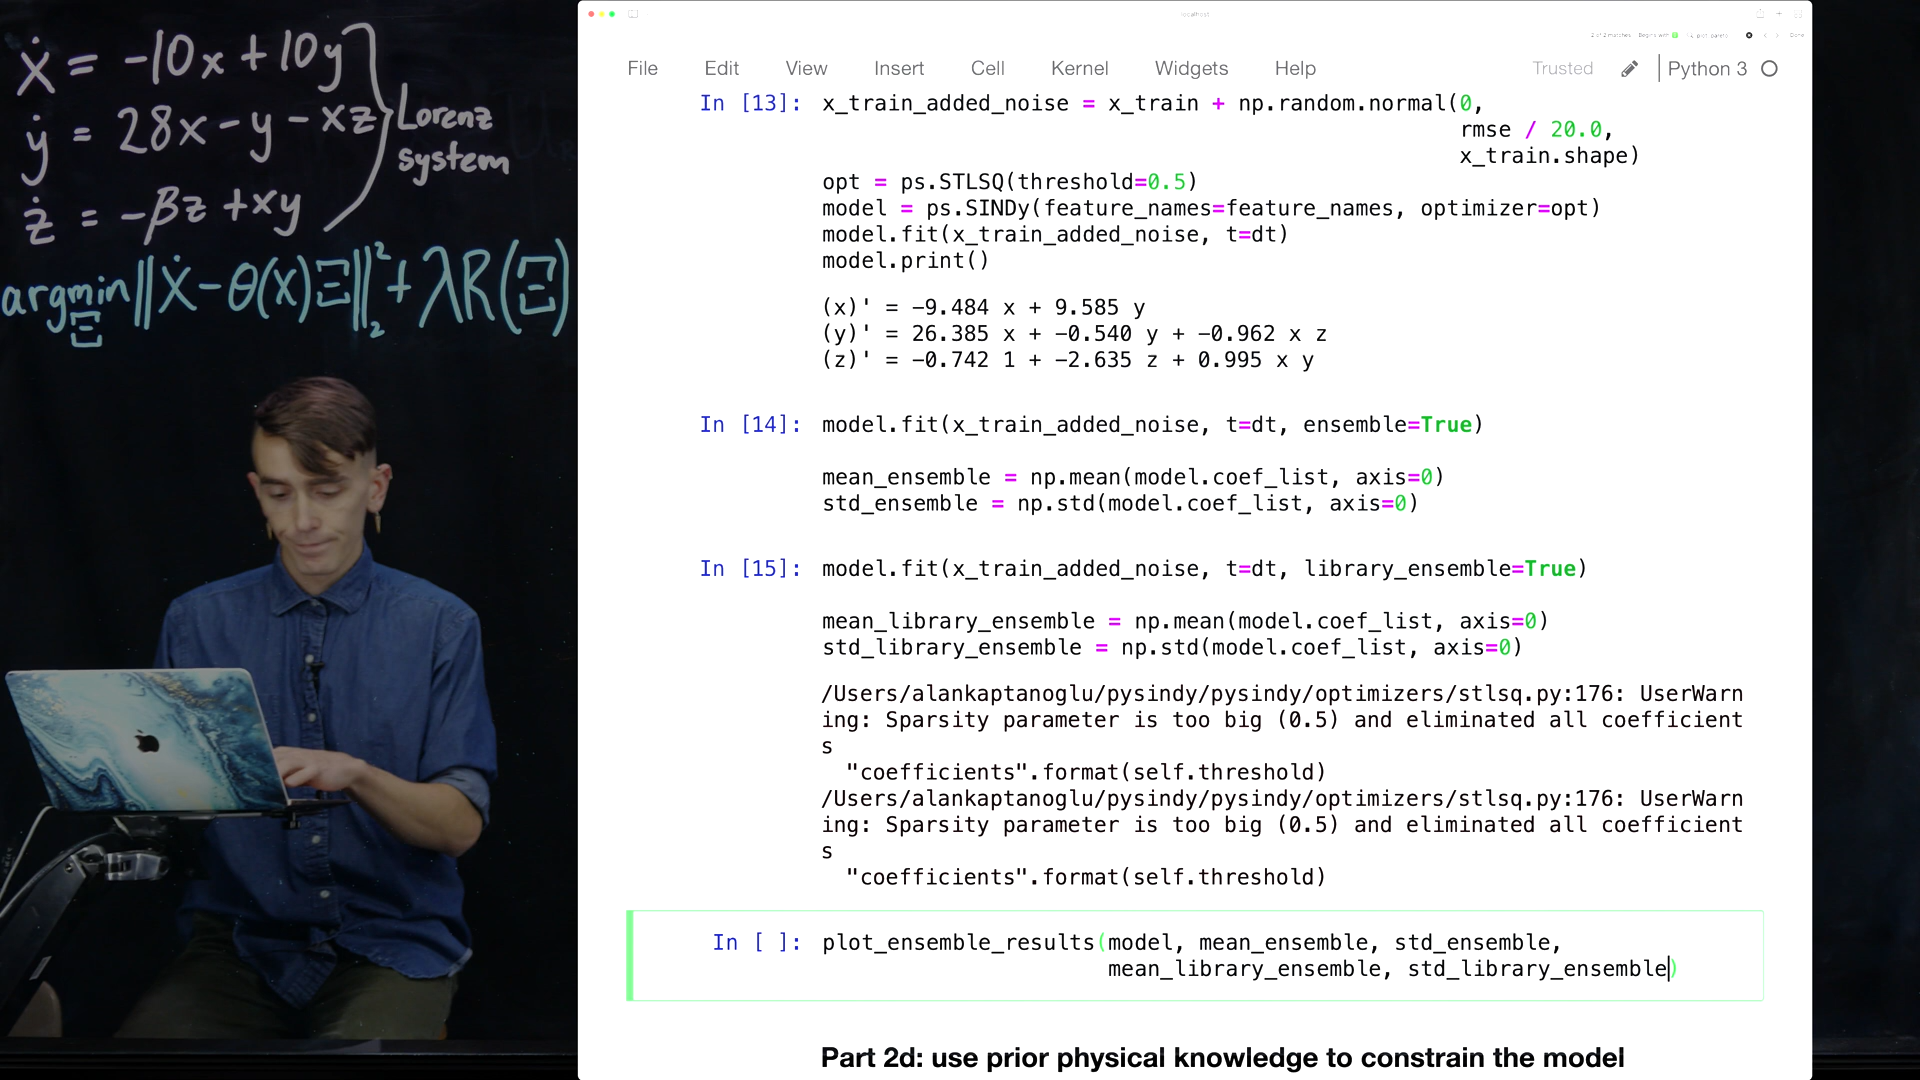 ẋ = -10x + 10y
ẏ = 28x - y - xz
ż = -βz + xy
Lorenz
system
argmin ‖Ẋ - Θ(X)Ξ‖₂² + λR(Ξ)
Ξ
localhost
2 of 2 matches Begins with Done
File Edit View Insert Cell Kernel Widgets Help Trusted Python 3
In [13]: x_train_added_noise = x_train + np.random.normal(0,
rmse / 20.0,
x_train.shape)
opt = ps.STLSQ(threshold=0.5)
model = ps.SINDy(feature_names=feature_names, optimizer=opt)
model.fit(x_train_added_noise, t=dt)
model.print()
(x)' = -9.484 x + 9.585 y
(y)' = 26.385 x + -0.540 y + -0.962 x z
(z)' = -0.742 1 + -2.635 z + 0.995 x y
In [14]: model.fit(x_train_added_noise, t=dt, ensemble=True)
mean_ensemble = np.mean(model.coef_list, axis=0)
std_ensemble = np.std(model.coef_list, axis=0)
In [15]: model.fit(x_train_added_noise, t=dt, library_ensemble=True)
mean_library_ensemble = np.mean(model.coef_list, axis=0)
std_library_ensemble = np.std(model.coef_list, axis=0)
/Users/alankaptanoglu/pysindy/pysindy/optimizers/stlsq.py:176: UserWarn
ing: Sparsity parameter is too big (0.5) and eliminated all coefficient
s
"coefficients".format(self.threshold)
/Users/alankaptanoglu/pysindy/pysindy/optimizers/stlsq.py:176: UserWarn
ing: Sparsity parameter is too big (0.5) and eliminated all coefficient
s
"coefficients".format(self.threshold)
In [ ]: plot_ensemble_results(model, mean_ensemble, std_ensemble,
mean_library_ensemble, std_library_ensemble)
Part 2d: use prior physical knowledge to constrain the model